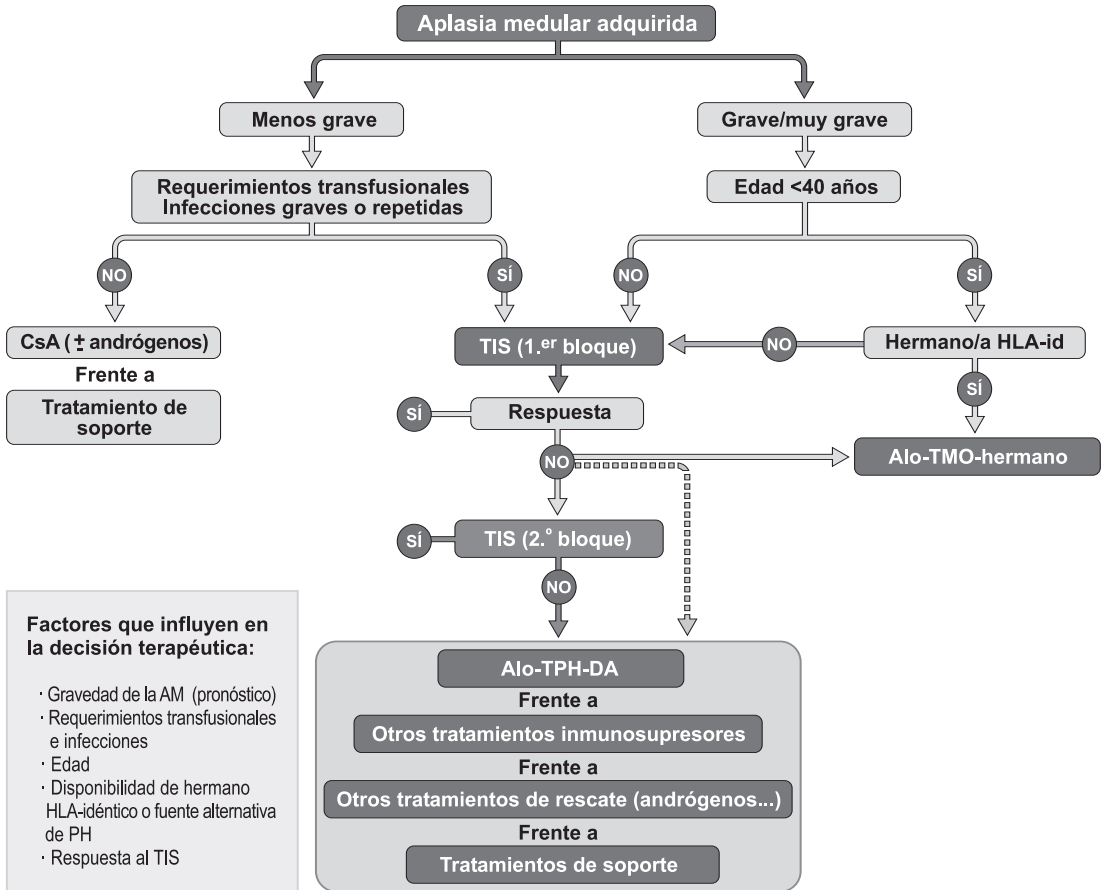 Aplasia medular adquirida
Menos grave
Grave/muy grave
Requerimientos transfusionales
Infecciones graves o repetidas
Edad <40 años
NO
SÍ
NO
SÍ
CsA (± andrógenos)
Frente a
Tratamiento de
soporte
TIS (1.er bloque)
NO
Hermano/a HLA-id
SÍ
SÍ
Respuesta
NO
Alo-TMO-hermano
SÍ
TIS (2.º bloque)
NO
Factores que influyen en
la decisión terapéutica:
· Gravedad de la AM (pronóstico)
· Requerimientos transfusionales
e infecciones
· Edad
· Disponibilidad de hermano
HLA-idéntico o fuente alternativa
de PH
· Respuesta al TIS
Alo-TPH-DA
Frente a
Otros tratamientos inmunosupresores
Frente a
Otros tratamientos de rescate (andrógenos...)
Frente a
Tratamientos de soporte